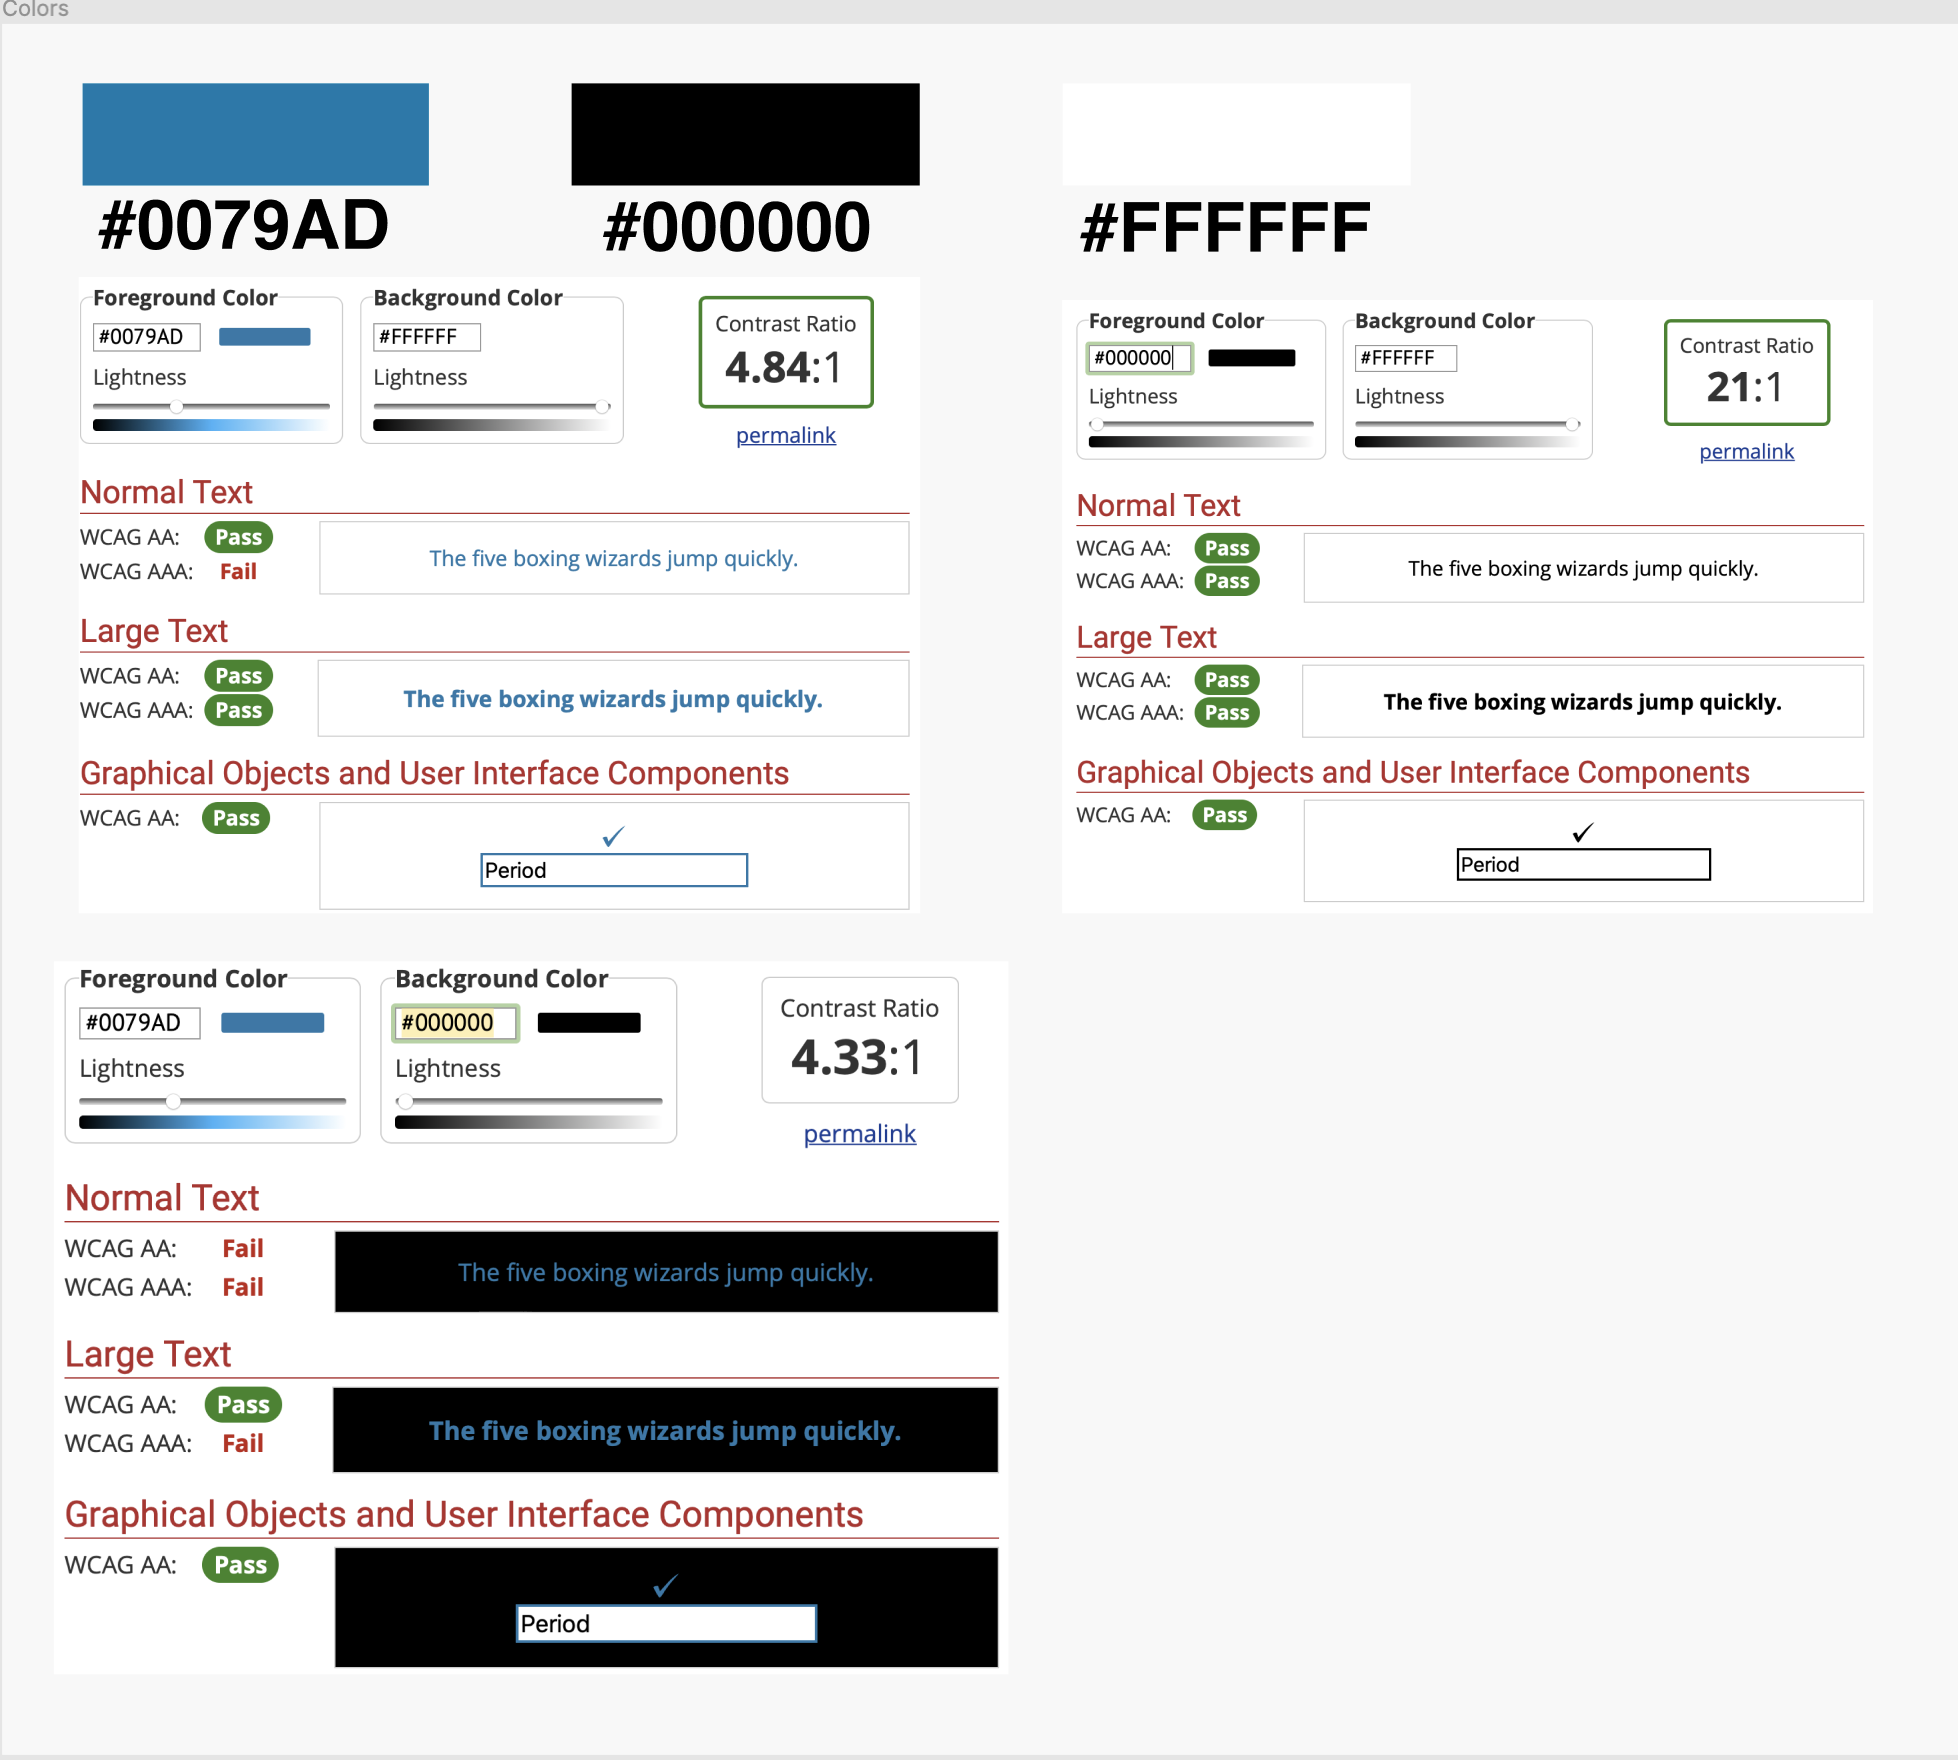 Colors
#0079AD
#000000
#FFFFFF
Foreground Color
Background Color
#0079AD
#FFFFFF
Lightness
Lightness
Contrast Ratio
4.84:1
permalink
Normal Text
WCAG AA: Pass
WCAG AAA: Fail
The five boxing wizards jump quickly.
Large Text
WCAG AA: Pass
WCAG AAA: Pass
The five boxing wizards jump quickly.
Graphical Objects and User Interface Components
WCAG AA: Pass
✓
Period
Foreground Color
Background Color
#000000
#FFFFFF
Lightness
Lightness
Contrast Ratio
21:1
permalink
Normal Text
WCAG AA: Pass
WCAG AAA: Pass
The five boxing wizards jump quickly.
Large Text
WCAG AA: Pass
WCAG AAA: Pass
The five boxing wizards jump quickly.
Graphical Objects and User Interface Components
WCAG AA: Pass
✓
Period
Foreground Color
Background Color
#0079AD
#000000
Lightness
Lightness
Contrast Ratio
4.33:1
permalink
Normal Text
WCAG AA: Fail
WCAG AAA: Fail
The five boxing wizards jump quickly.
Large Text
WCAG AA: Pass
WCAG AAA: Fail
The five boxing wizards jump quickly.
Graphical Objects and User Interface Components
WCAG AA: Pass
✓
Period